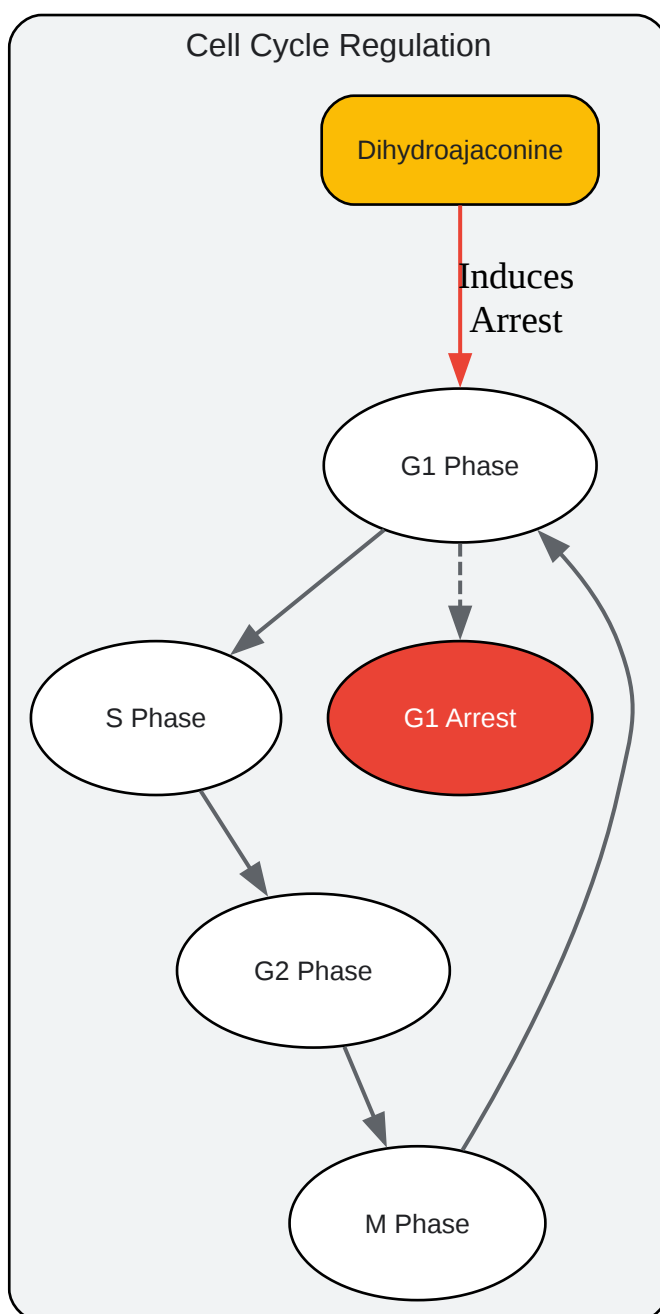 Cell Cycle Regulation
Dihydroajaconine
Induces
Arrest
G1 Phase
S Phase
G1 Arrest
G2 Phase
M Phase